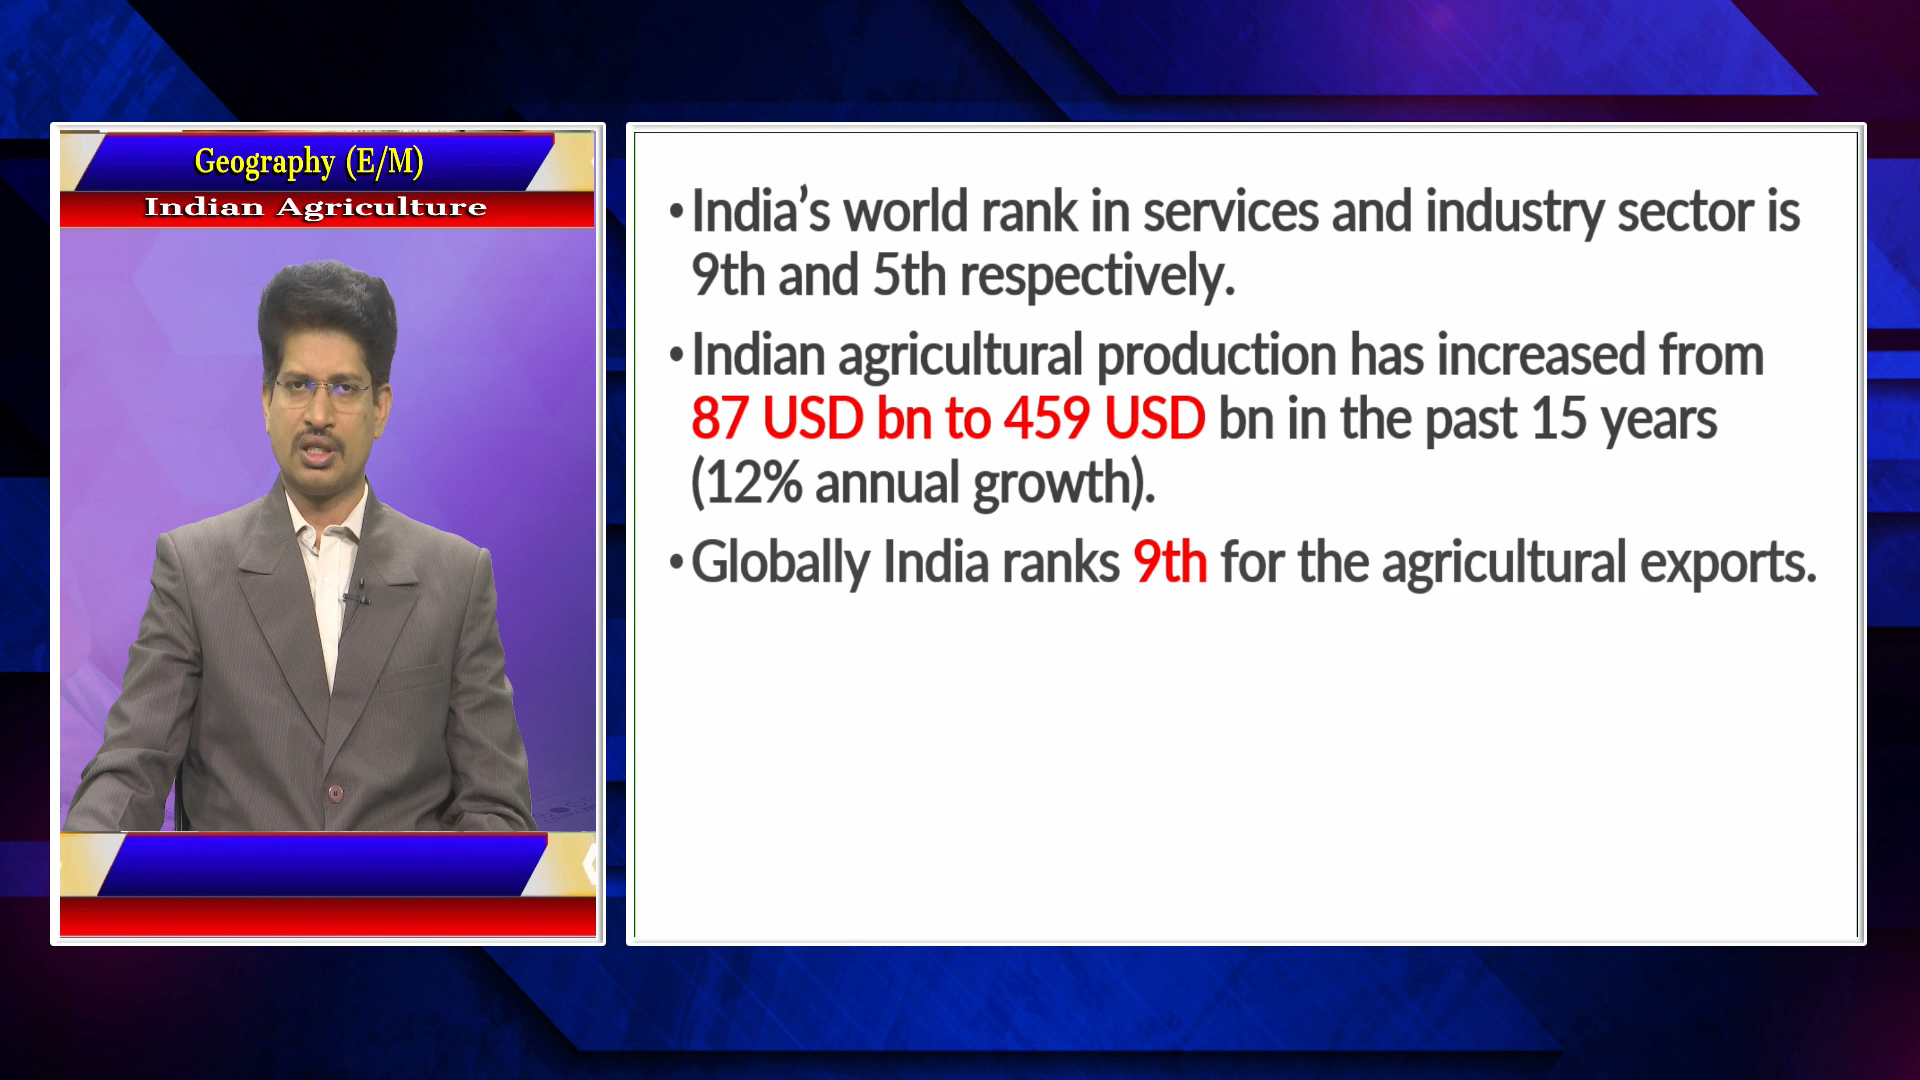 Geography (E/M)
Indian Agriculture
•India’s world rank in services and industry sector is
9th and 5th respectively.
•Indian agricultural production has increased from
87 USD bn to 459 USD bn in the past 15 years
(12% annual growth).
•Globally India ranks 9th for the agricultural exports.